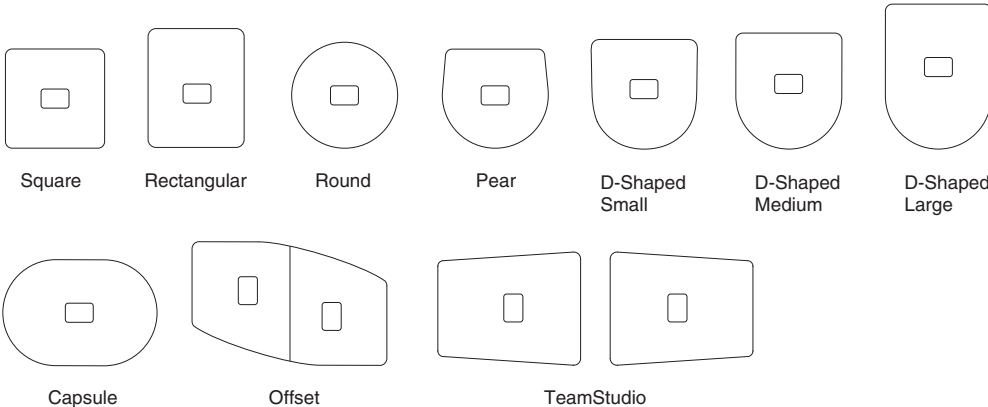 Square
Rectangular
Round
Pear
D-Shaped
Small
D-Shaped
Medium
D-Shaped
Large
Capsule
Offset
TeamStudio